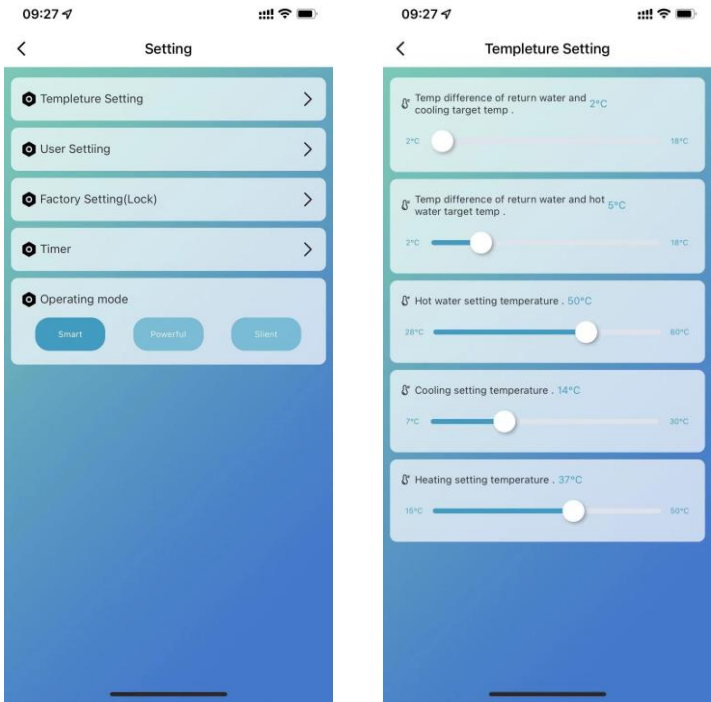 09:27
Setting
Templeture Setting
User Settiing
Factory Setting(Lock)
Timer
Operating mode
Smart
Powerful
Slient
09:27
Templeture Setting
Temp difference of return water and
cooling target temp . 2°C
2°C
18°C
Temp difference of return water and hot
water target temp . 5°C
2°C
18°C
Hot water setting temperature . 50°C
28°C
60°C
Cooling setting temperature . 14°C
7°C
30°C
Heating setting temperature . 37°C
15°C
50°C